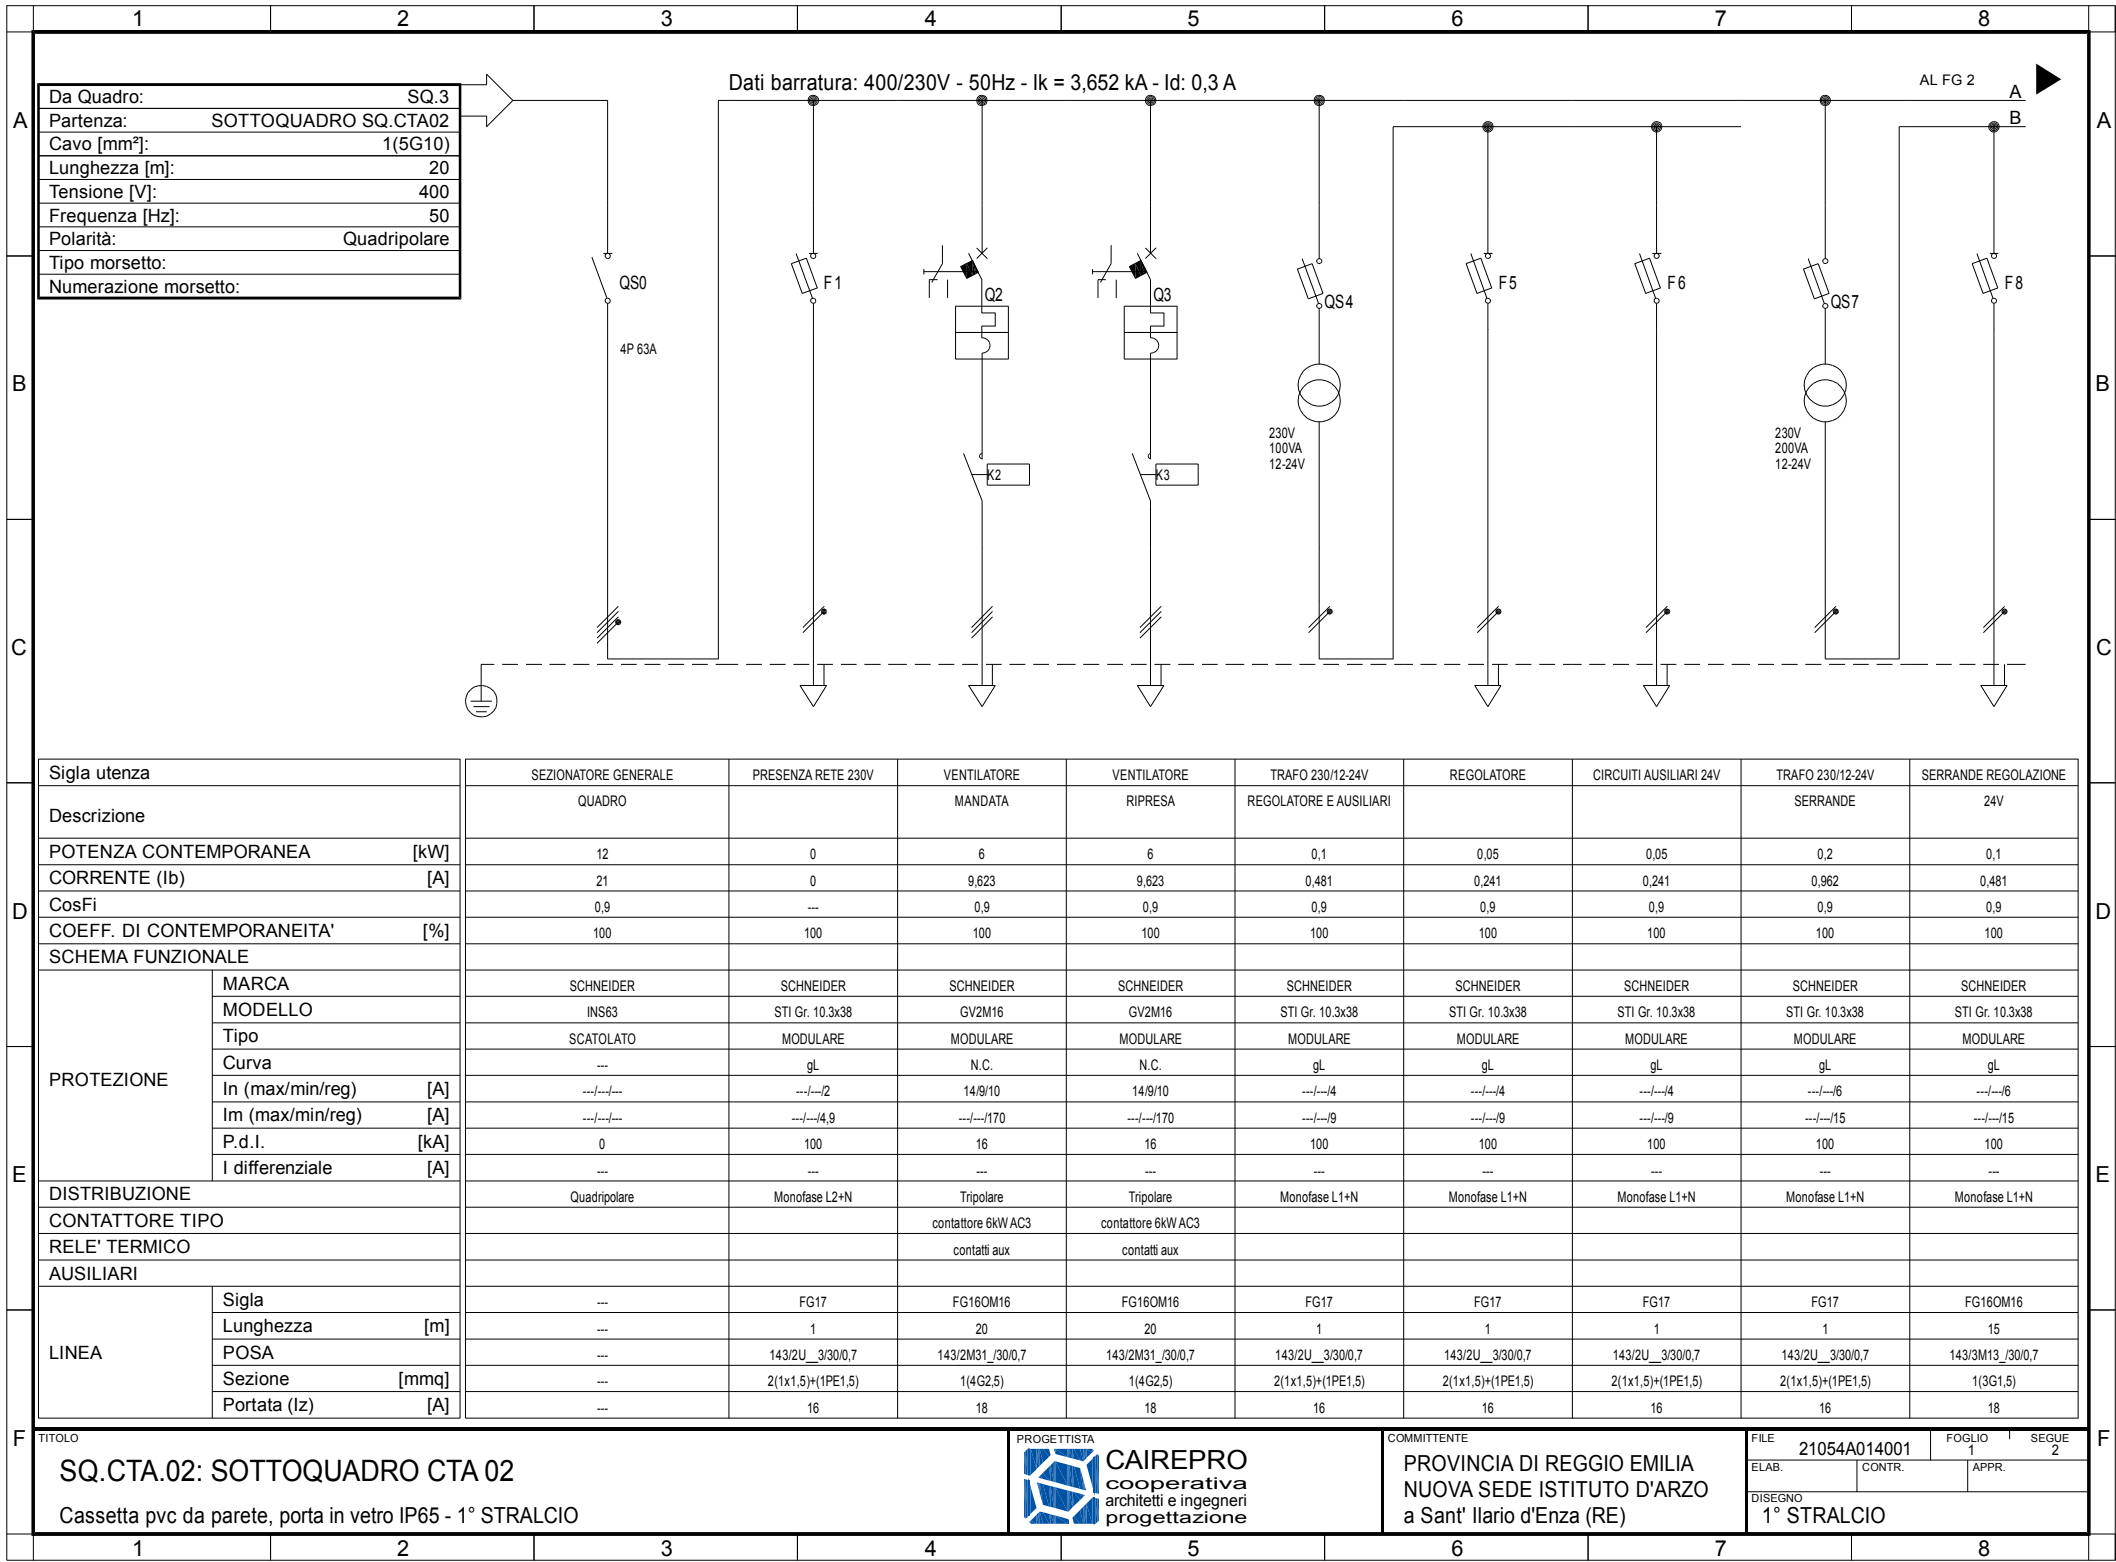 1 2 3 4 5 6 7 8
A A
B B
C C
D D
E E
F F
Da Quadro: SQ.3
Partenza: SOTTOQUADRO SQ.CTA02
Cavo [mm²]: 1(5G10)
Lunghezza [m]: 20
Tensione [V]: 400
Frequenza [Hz]: 50
Polarità: Quadripolare
Tipo morsetto:
Numerazione morsetto:
Dati barratura: 400/230V - 50Hz - Ik = 3,652 kA - Id: 0,3 A
AL FG 2
A
B
QS0
4P 63A
F1
Q2
Q3
QS4
F5
F6
QS7
F8
230V
100VA
12-24V
230V
200VA
12-24V
K2
K3
Sigla utenza SEZIONATORE GENERALE PRESENZA RETE 230V VENTILATORE VENTILATORE TRAFO 230/12-24V REGOLATORE CIRCUITI AUSILIARI 24V TRAFO 230/12-24V SERRANDE REGOLAZIONE
Descrizione QUADRO MANDATA RIPRESA REGOLATORE E AUSILIARI SERRANDE 24V
POTENZA CONTEMPORANEA [kW] 12 0 6 6 0,1 0,05 0,05 0,2 0,1
CORRENTE (Ib) [A] 21 0 9,623 9,623 0,481 0,241 0,241 0,962 0,481
CosFi 0,9 --- 0,9 0,9 0,9 0,9 0,9 0,9 0,9
COEFF. DI CONTEMPORANEITA' [%] 100 100 100 100 100 100 100 100 100
SCHEMA FUNZIONALE
PROTEZIONE
MARCA SCHNEIDER SCHNEIDER SCHNEIDER SCHNEIDER SCHNEIDER SCHNEIDER SCHNEIDER SCHNEIDER SCHNEIDER
MODELLO INS63 STI Gr. 10.3x38 GV2M16 GV2M16 STI Gr. 10.3x38 STI Gr. 10.3x38 STI Gr. 10.3x38 STI Gr. 10.3x38 STI Gr. 10.3x38
Tipo SCATOLATO MODULARE MODULARE MODULARE MODULARE MODULARE MODULARE MODULARE MODULARE
Curva --- gL N.C. N.C. gL gL gL gL gL
In (max/min/reg) [A] ---/---/--- ---/---/2 14/9/10 14/9/10 ---/---/4 ---/---/4 ---/---/4 ---/---/6 ---/---/6
Im (max/min/reg) [A] ---/---/--- ---/---/4,9 ---/---/170 ---/---/170 ---/---/9 ---/---/9 ---/---/9 ---/---/15 ---/---/15
P.d.I. [kA] 0 100 16 16 100 100 100 100 100
I differenziale [A] --- --- --- --- --- --- --- --- ---
DISTRIBUZIONE Quadripolare Monofase L2+N Tripolare Tripolare Monofase L1+N Monofase L1+N Monofase L1+N Monofase L1+N Monofase L1+N
CONTATTORE TIPO contattore 6kW AC3 contattore 6kW AC3
RELE' TERMICO contatti aux contatti aux
AUSILIARI
LINEA
Sigla --- FG17 FG16OM16 FG16OM16 FG17 FG17 FG17 FG17 FG16OM16
Lunghezza [m] --- 1 20 20 1 1 1 1 15
POSA --- 143/2U__3/30/0,7 143/2M31_/30/0,7 143/2M31_/30/0,7 143/2U__3/30/0,7 143/2U__3/30/0,7 143/2U__3/30/0,7 143/2U__3/30/0,7 143/3M13_/30/0,7
Sezione [mmq] --- 2(1x1,5)+(1PE1,5) 1(4G2,5) 1(4G2,5) 2(1x1,5)+(1PE1,5) 2(1x1,5)+(1PE1,5) 2(1x1,5)+(1PE1,5) 2(1x1,5)+(1PE1,5) 1(3G1,5)
Portata (Iz) [A] --- 16 18 18 16 16 16 16 18
TITOLO
SQ.CTA.02: SOTTOQUADRO CTA 02
Cassetta pvc da parete, porta in vetro IP65 - 1° STRALCIO
PROGETTISTA
CAIREPRO
cooperativa
architetti e ingegneri
progettazione
COMMITTENTE
PROVINCIA DI REGGIO EMILIA
NUOVA SEDE ISTITUTO D'ARZO
a Sant' Ilario d'Enza (RE)
FILE 21054A014001 FOGLIO 1 SEGUE 2
ELAB. CONTR. APPR.
DISEGNO
1° STRALCIO
1 2 3 4 5 6 7 8